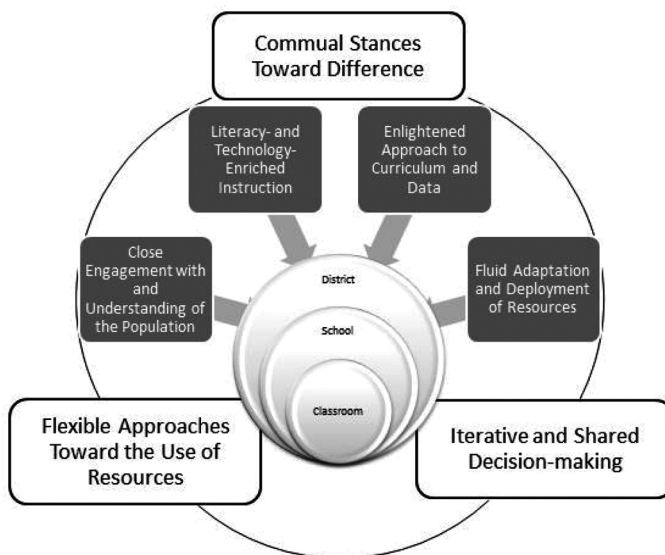 Commual Stances
Toward Difference
Literacy- and
Technology-
Enriched
Instruction
Enlightened
Approach to
Curriculum and
Data
Close
Engagement with
and
Understanding of
the Population
Fluid Adaptation
and Deployment
of Resources
District
School
Classroom
Flexible Approaches
Toward the Use of
Resources
Iterative and Shared
Decision-making